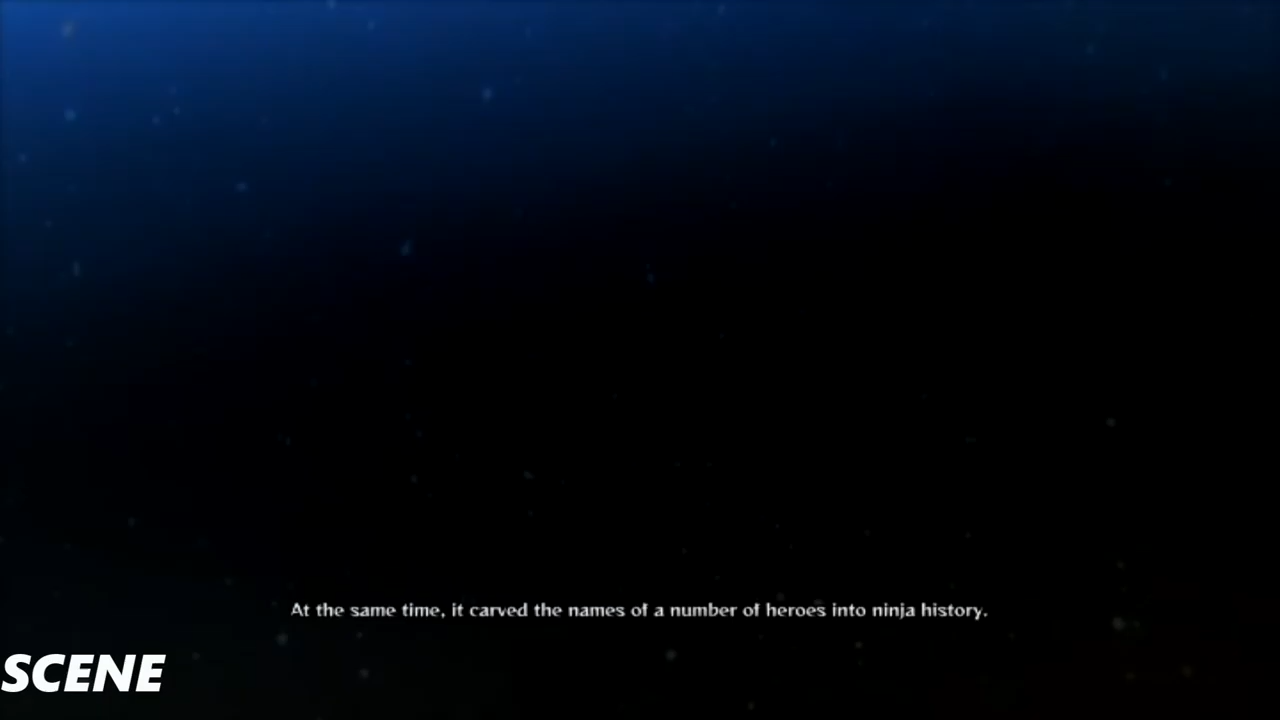 At the same time, it carved the names of a number of heroes into ninja history.
SCENE